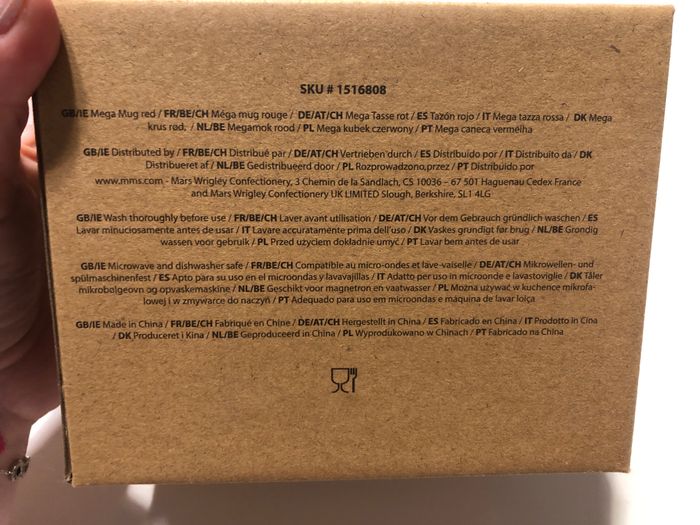 SKU # 1516808
GB/IE Mega Mug red / FR/BE/CH Méga mug rouge / DE/AT/CH Mega Tasse rot / ES Tazón rojo / IT Mega tazza rossa / DK Mega
krus rød, / NL/BE Megamok rood / PL Mega kubek czerwony / PT Mega caneca vermelha
GB/IE Distributed by / FR/BE/CH Distribué par / DE/AT/CH Vertrieben durch / ES Distribuido por / IT Distribuito da / DK
Distribueret af / NL/BE Gedistribueerd door / PL Rozprowadzono przez / PT Distribuido por
www.mms.com - Mars Wrigley Confectionery, 3 Chemin de la Sandlach, CS 10036 – 67 501 Haguenau Cedex France
and Mars Wrigley Confectionery UK LIMITED Slough, Berkshire, SL1 4LG
GB/IE Wash thoroughly before use / FR/BE/CH Laver avant utilisation / DE/AT/CH Vor dem Gebrauch gründlich waschen / ES
Lavar minuciosamente antes de usar / IT Lavare accuratamente prima dell'uso / DK Vaskes grundigt før brug / NL/BE Grondig
wassen voor gebruik / PL Przed użyciem dokładnie umyć / PT Lavar bem antes de usar
GB/IE Microwave and dishwasher safe / FR/BE/CH Compatible au micro-ondes et lave-vaiselle / DE/AT/CH Mikrowellen- und
spülmaschinenfest / ES Apto para su uso en el microondas y lavavajillas / IT Adatto per uso in microonde e lavastoviglie / DK Tåler
mikrobølgeovn og opvaskemaskine / NL/BE Geschikt voor magnetron en vaatwasser / PL Można używać w kuchence mikrofa-
lowej i w zmywarce do naczyń / PT Adequado para uso em microondas e máquina de lavar loiça
GB/IE Made in China / FR/BE/CH Fabriqué en Chine / DE/AT/CH Hergestellt in China / ES Fabricado en China / IT Prodotto in Cina
/ DK Produceret i Kina / NL/BE Geproduceerd in China / PL Wyprodukowano w Chinach / PT Fabricado na China